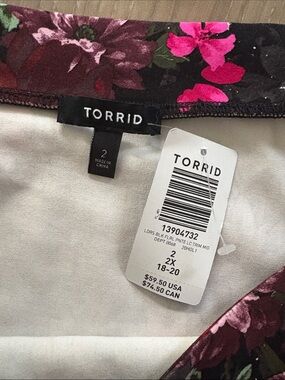 TORRID
2
MADE IN
CHINA
TORRID
13904732
2
2X
18-20
$59.50 USA
$74.50 CAN